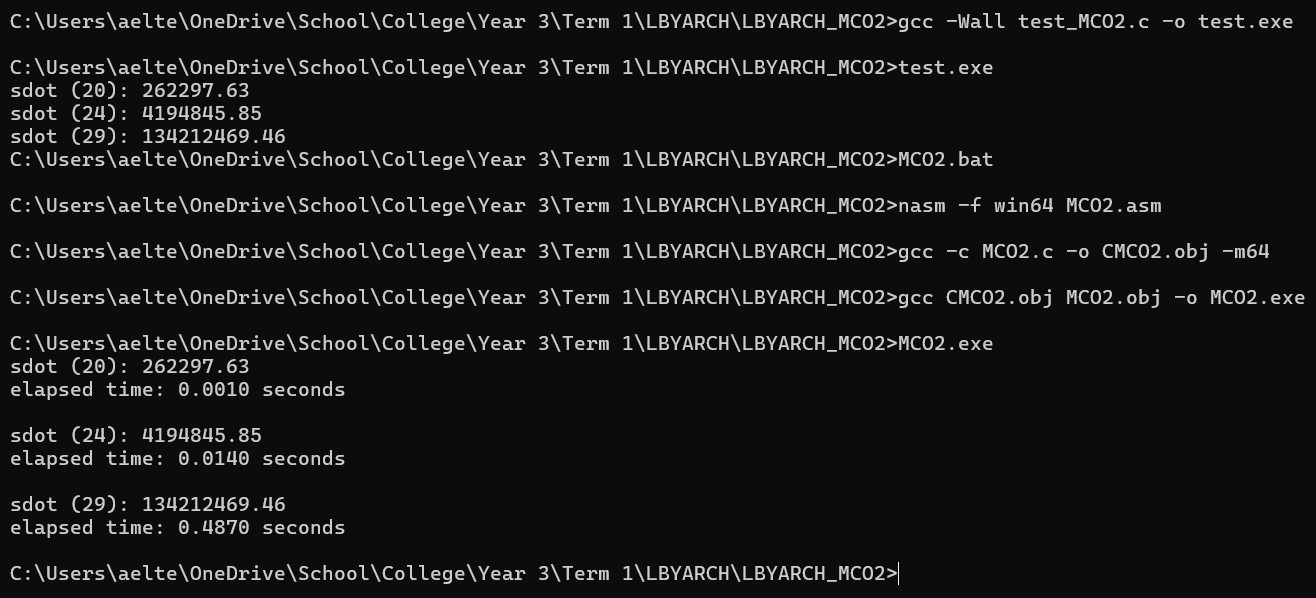 C:\Users\aelte\OneDrive\School\College\Year 3\Term 1\LBYARCH\LBYARCH_MCO2>gcc -Wall test_MCO2.c -o test.exe
C:\Users\aelte\OneDrive\School\College\Year 3\Term 1\LBYARCH\LBYARCH_MCO2>test.exe
sdot (20): 262297.63
sdot (24): 4194845.85
sdot (29): 134212469.46
C:\Users\aelte\OneDrive\School\College\Year 3\Term 1\LBYARCH\LBYARCH_MCO2>MCO2.bat
C:\Users\aelte\OneDrive\School\College\Year 3\Term 1\LBYARCH\LBYARCH_MCO2>nasm -f win64 MCO2.asm
C:\Users\aelte\OneDrive\School\College\Year 3\Term 1\LBYARCH\LBYARCH_MCO2>gcc -c MCO2.c -o CMCO2.obj -m64
C:\Users\aelte\OneDrive\School\College\Year 3\Term 1\LBYARCH\LBYARCH_MCO2>gcc CMCO2.obj MCO2.obj -o MCO2.exe
C:\Users\aelte\OneDrive\School\College\Year 3\Term 1\LBYARCH\LBYARCH_MCO2>MCO2.exe
sdot (20): 262297.63
elapsed time: 0.0010 seconds
sdot (24): 4194845.85
elapsed time: 0.0140 seconds
sdot (29): 134212469.46
elapsed time: 0.4870 seconds
C:\Users\aelte\OneDrive\School\College\Year 3\Term 1\LBYARCH\LBYARCH_MCO2>